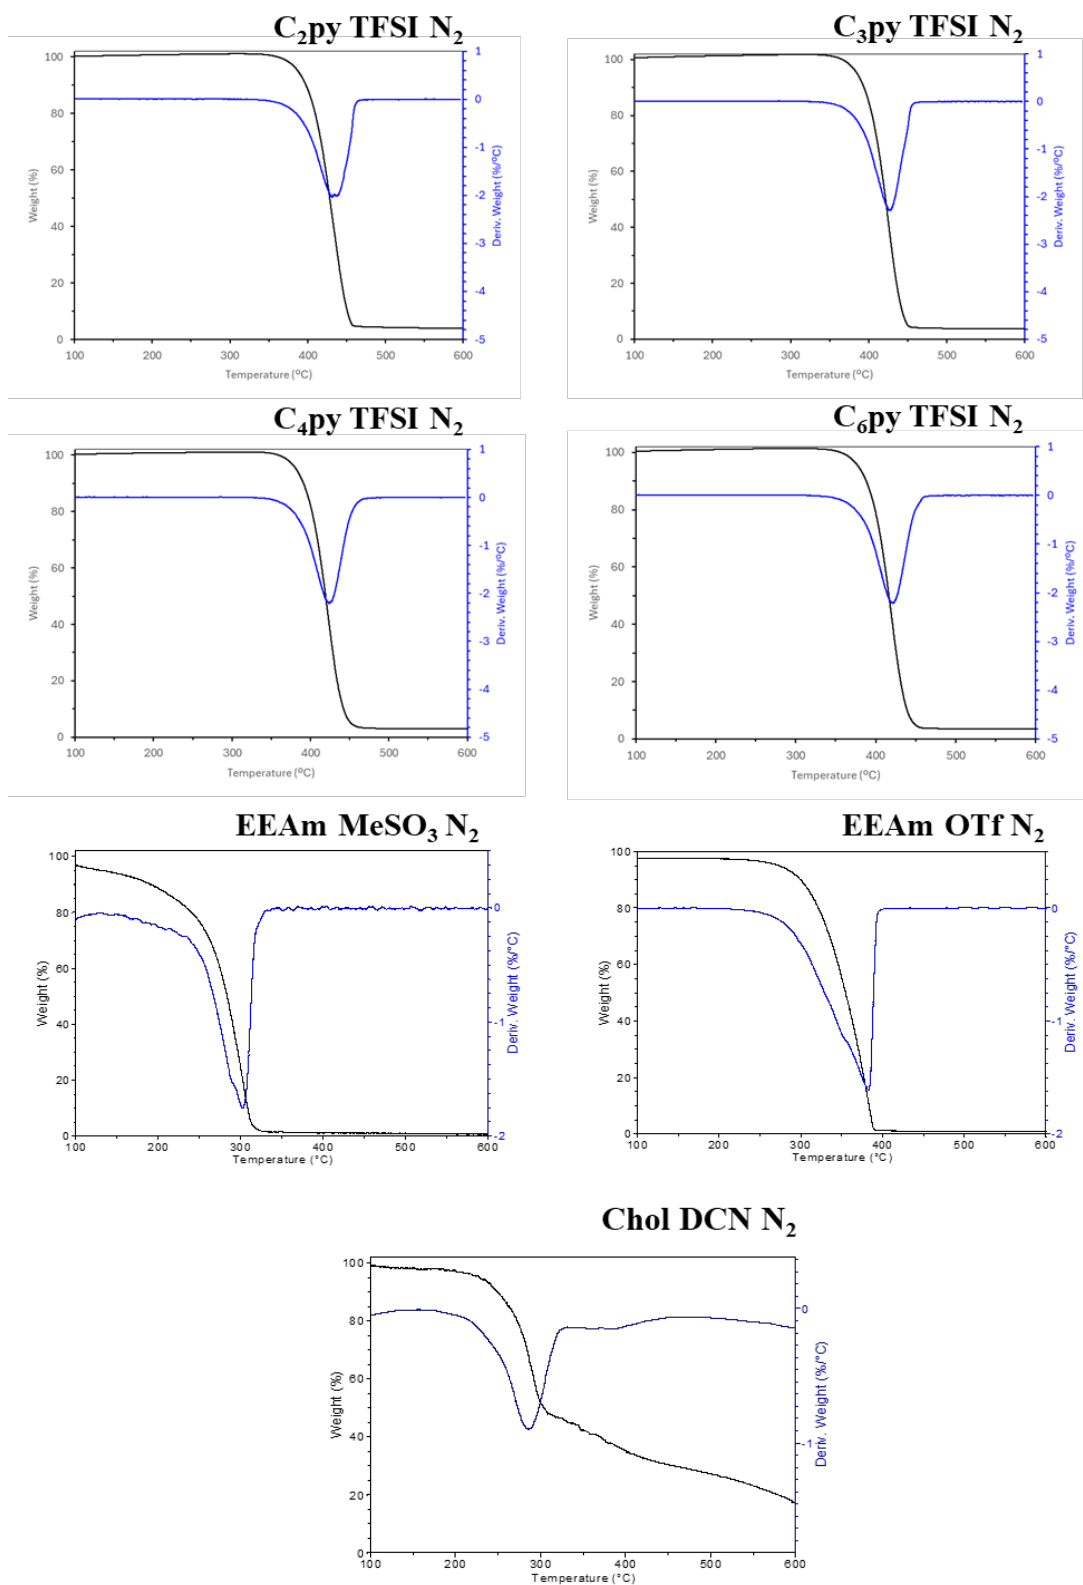 C₂py TFSI N₂
Weight (%)
100
80
60
40
20
0
1
0
-1
-2
-3
-4
-5
Deriv. Weight (%/°C)
100 200 300 400 500 600
Temperature (°C)
C₃py TFSI N₂
Weight (%)
100
80
60
40
20
0
1
0
-1
-2
-3
-4
-5
Deriv. Weight (%/°C)
100 200 300 400 500 600
Temperature (°C)
C₄py TFSI N₂
Weight (%)
100
80
60
40
20
0
1
0
-1
-2
-3
-4
-5
Deriv. Weight (%/°C)
100 200 300 400 500 600
Temperature (°C)
C₆py TFSI N₂
Weight (%)
100
80
60
40
20
0
1
0
-1
-2
-3
-4
-5
Deriv. Weight (%/°C)
100 200 300 400 500 600
Temperature (°C)
EEAm MeSO₃ N₂
Weight (%)
100
80
60
40
20
0
0
-1
-2
Deriv. Weight (%/°C)
100 200 300 400 500 600
Temperature (°C)
EEAm OTf N₂
Weight (%)
100
80
60
40
20
0
0
-1
-2
Deriv. Weight (%/°C)
100 200 300 400 500 600
Temperature (°C)
Chol DCN N₂
Weight (%)
100
80
60
40
20
0
0
-1
Deriv. Weight (%/°C)
100 200 300 400 500 600
Temperature (°C)